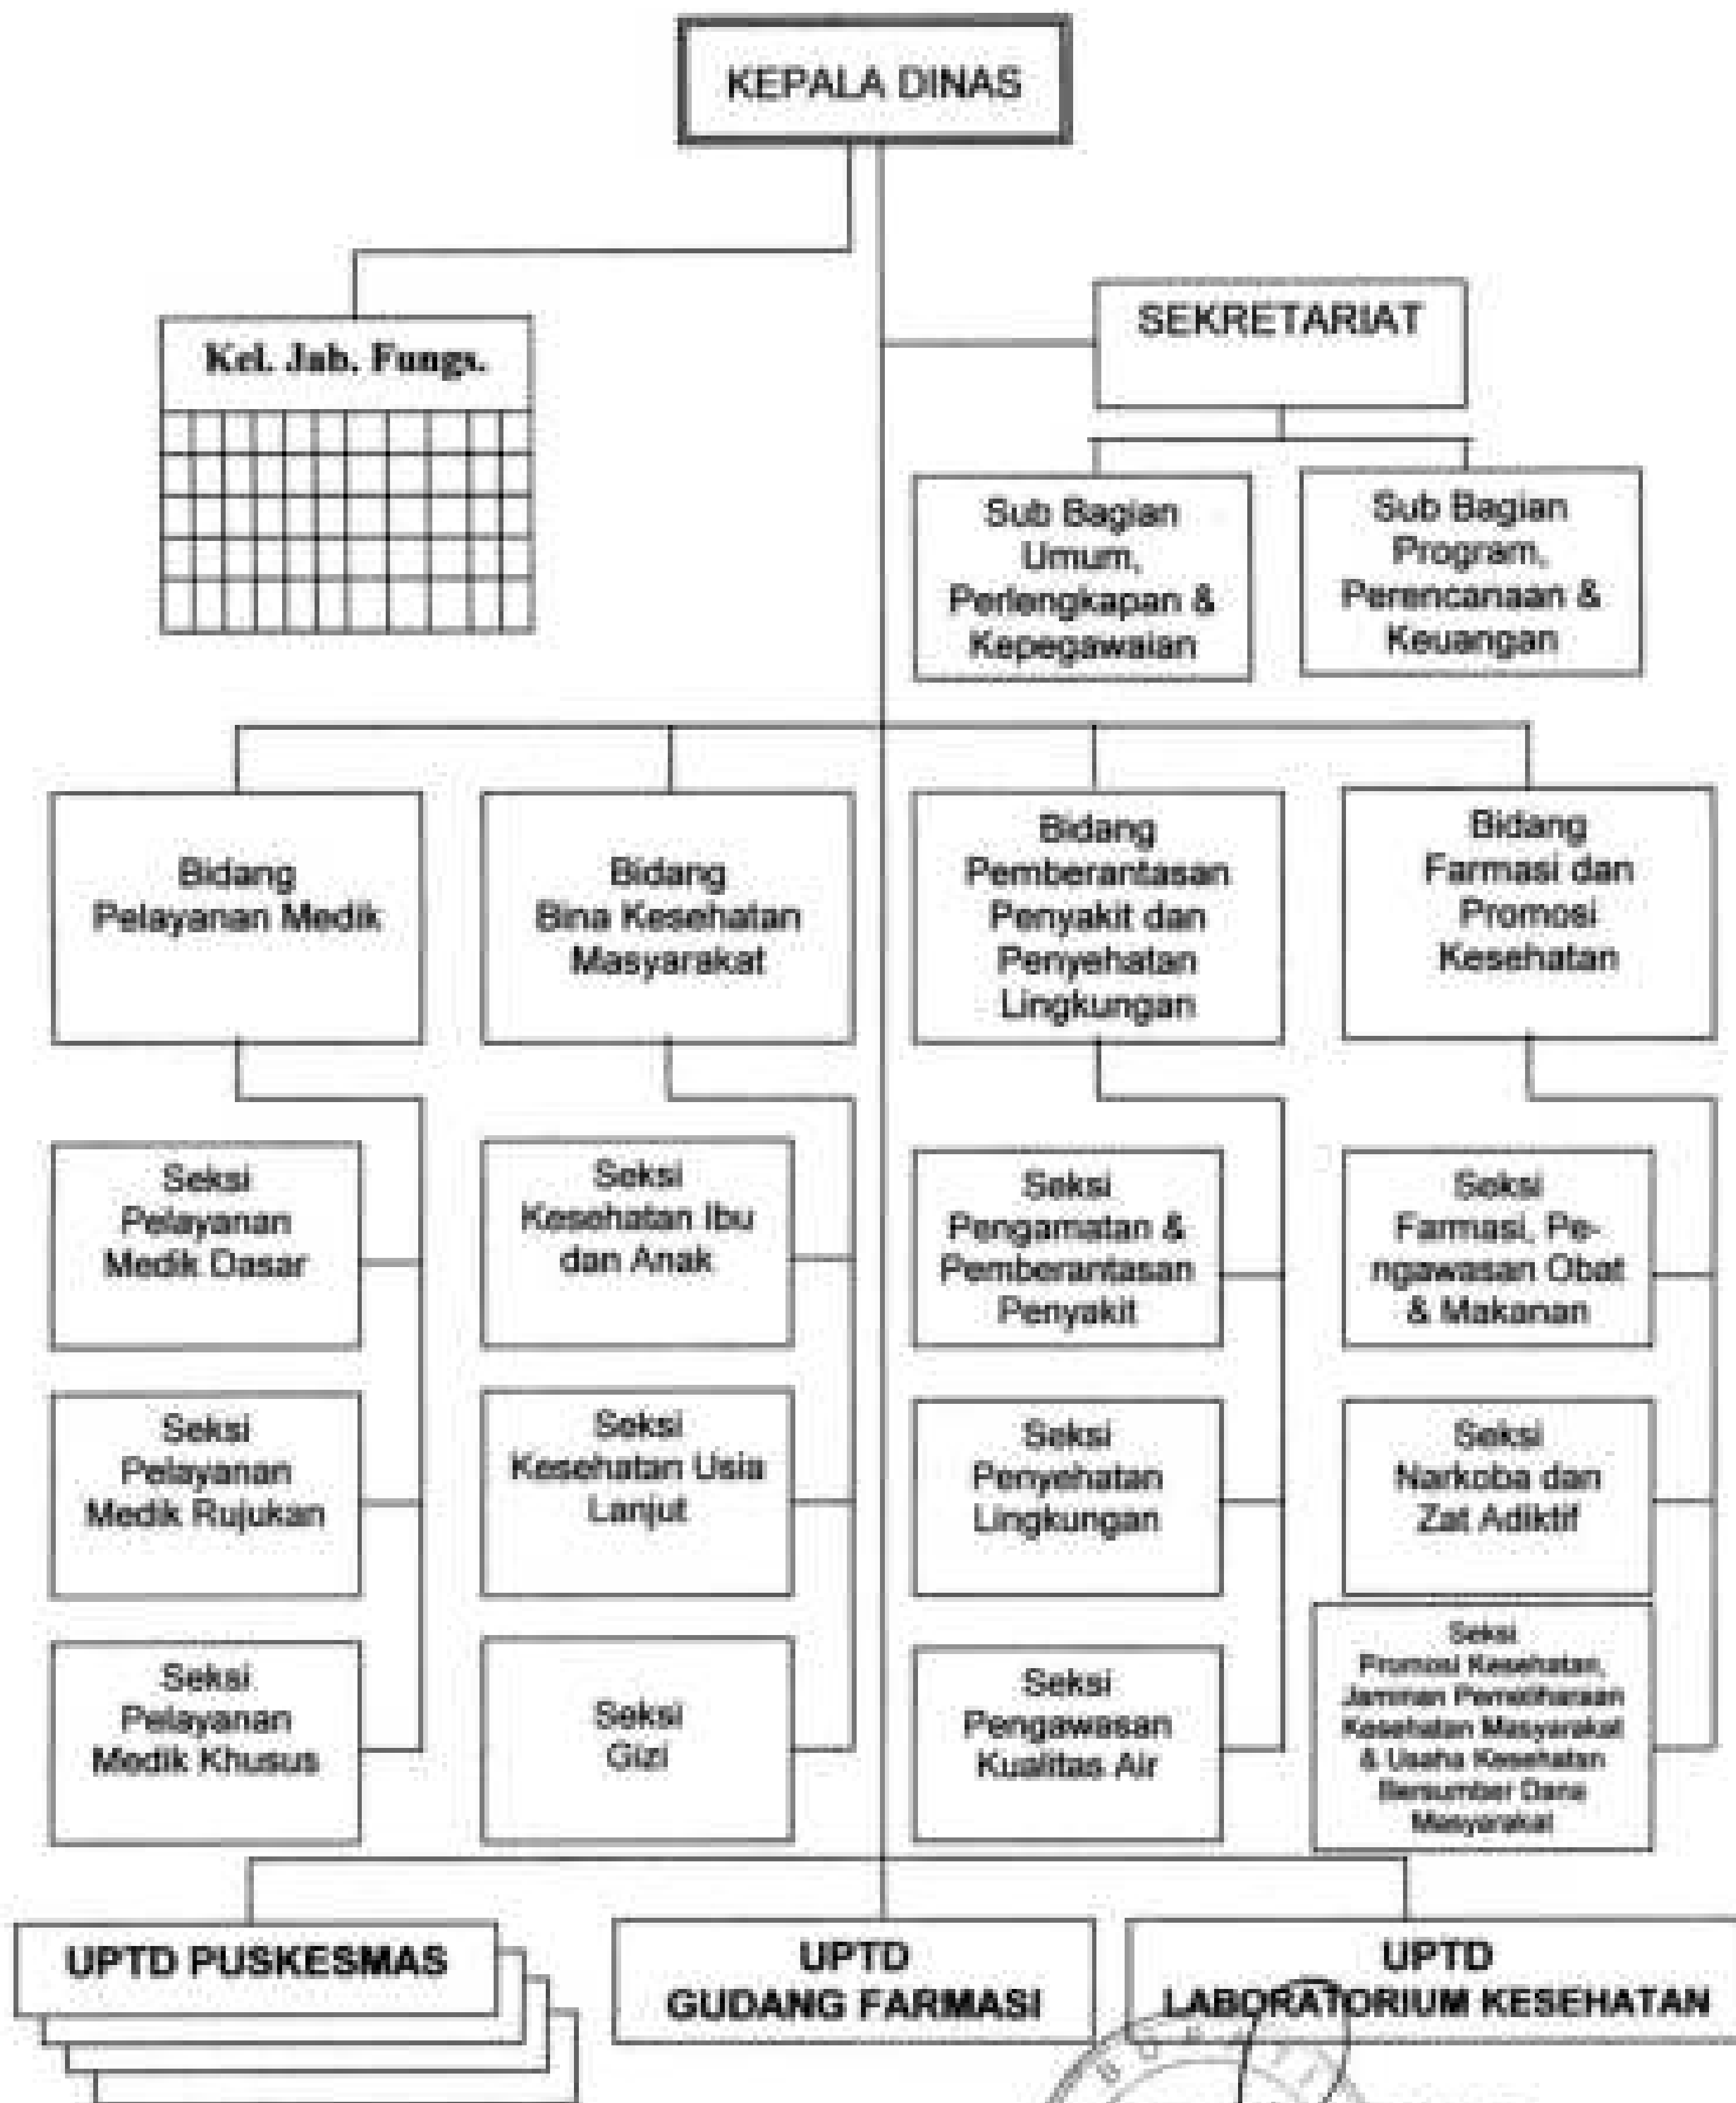 KEPALA DINAS
SEKRETARIAT
Kel. Jab. Fungs.
Sub Bagian
Umum,
Perlengkapan &
Kepegawaian
Sub Bagian
Program,
Perencanaan &
Keuangan
Bidang
Pelayanan Medik
Bidang
Bina Kesehatan
Masyarakat
Bidang
Pemberantasan
Penyakit dan
Penyehatan
Lingkungan
Bidang
Farmasi dan
Promosi
Kesehatan
Seksi
Pelayanan
Medik Dasar
Seksi
Kesehatan Ibu
dan Anak
Seksi
Pengamatan &
Pemberantasan
Penyakit
Seksi
Farmasi, Pe-
ngawasan Obat
& Makanan
Seksi
Pelayanan
Medik Rujukan
Seksi
Kesehatan Usia
Lanjut
Seksi
Penyehatan
Lingkungan
Seksi
Narkoba dan
Zat Adiktif
Seksi
Pelayanan
Medik Khusus
Seksi
Gizi
Seksi
Pengawasan
Kualitas Air
Seksi
Promosi Kesehatan,
Jaminan Pemeliharaan
Kesehatan Masyarakat
& Usaha Kesehatan
Bersumber Dana
Masyarakat
UPTD PUSKESMAS
UPTD
GUDANG FARMASI
UPTD
LABORATORIUM KESEHATAN